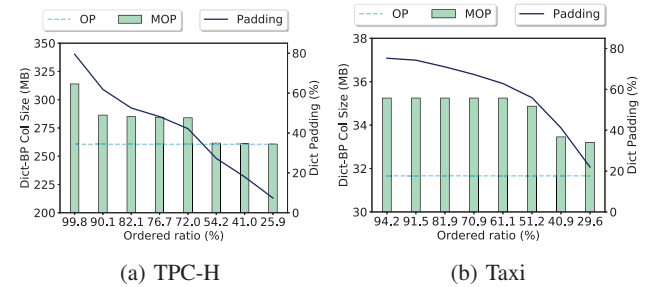 OP MOP Padding
350
325
300
275
250
225
200
80
60
40
20
0
Dict-BP Col Size (MB)
Dict Padding (%)
99.8 90.1 82.1 76.7 72.0 54.2 41.0 25.9
Ordered ratio (%)
(a) TPC-H
OP MOP Padding
38
36
34
32
30
80
60
40
20
0
Dict-BP Col Size (MB)
Dict Padding (%)
94.2 91.5 81.9 70.9 61.1 51.2 40.9 29.6
Ordered ratio (%)
(b) Taxi